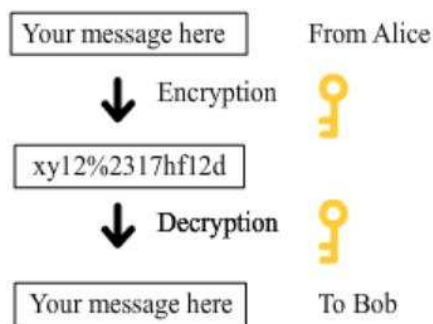 Your message here From Alice
Encryption
xy12%2317hf12d
Decryption
Your message here To Bob